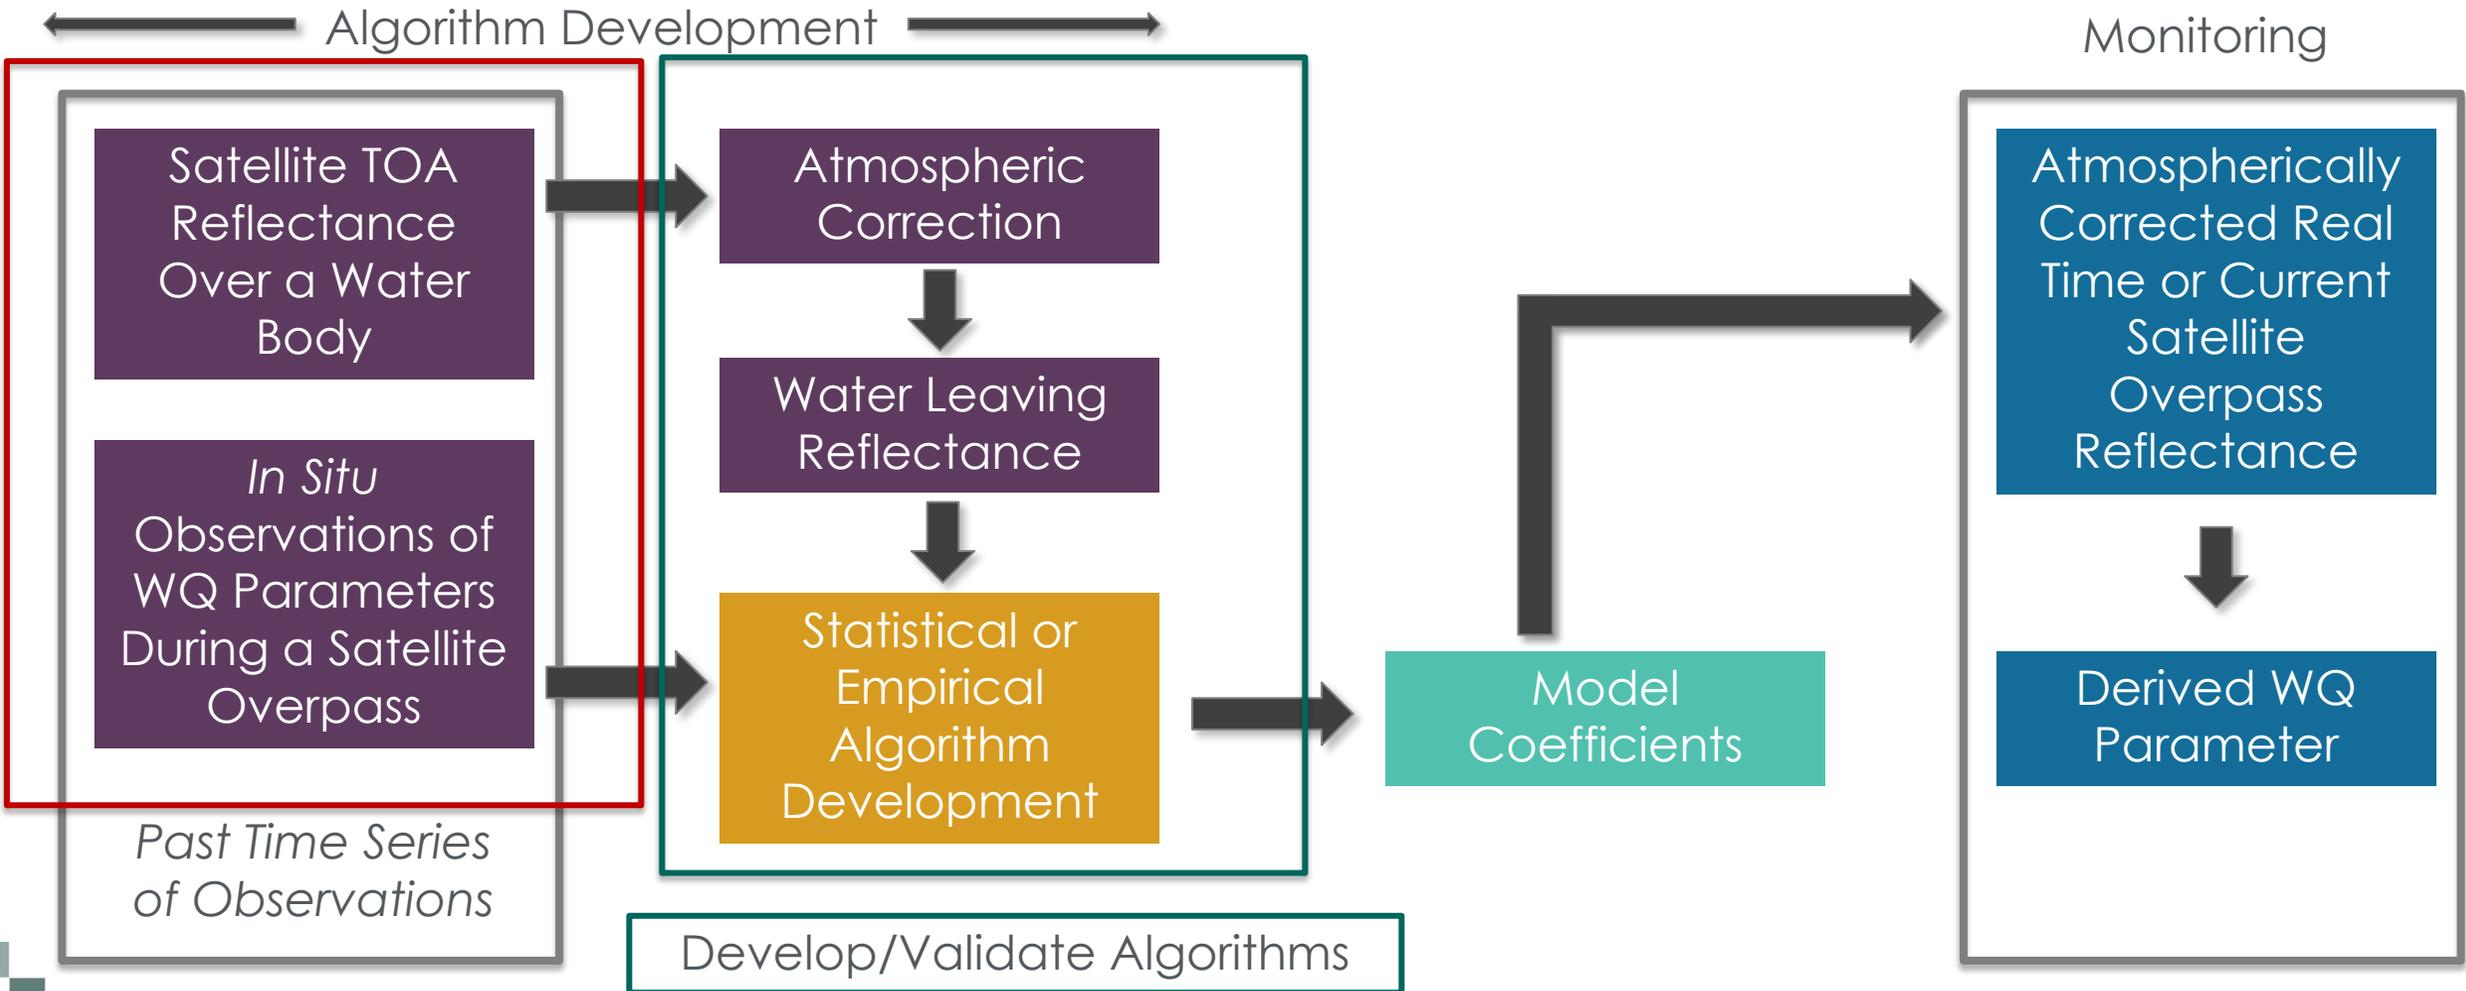 Algorithm Development
Monitoring
Satellite TOA
Reflectance
Over a Water
Body
In Situ
Observations of
WQ Parameters
During a Satellite
Overpass
Past Time Series
of Observations
Atmospheric
Correction
Water Leaving
Reflectance
Statistical or
Empirical
Algorithm
Development
Develop/Validate Algorithms
Model
Coefficients
Atmospherically
Corrected Real
Time or Current
Satellite
Overpass
Reflectance
Derived WQ
Parameter